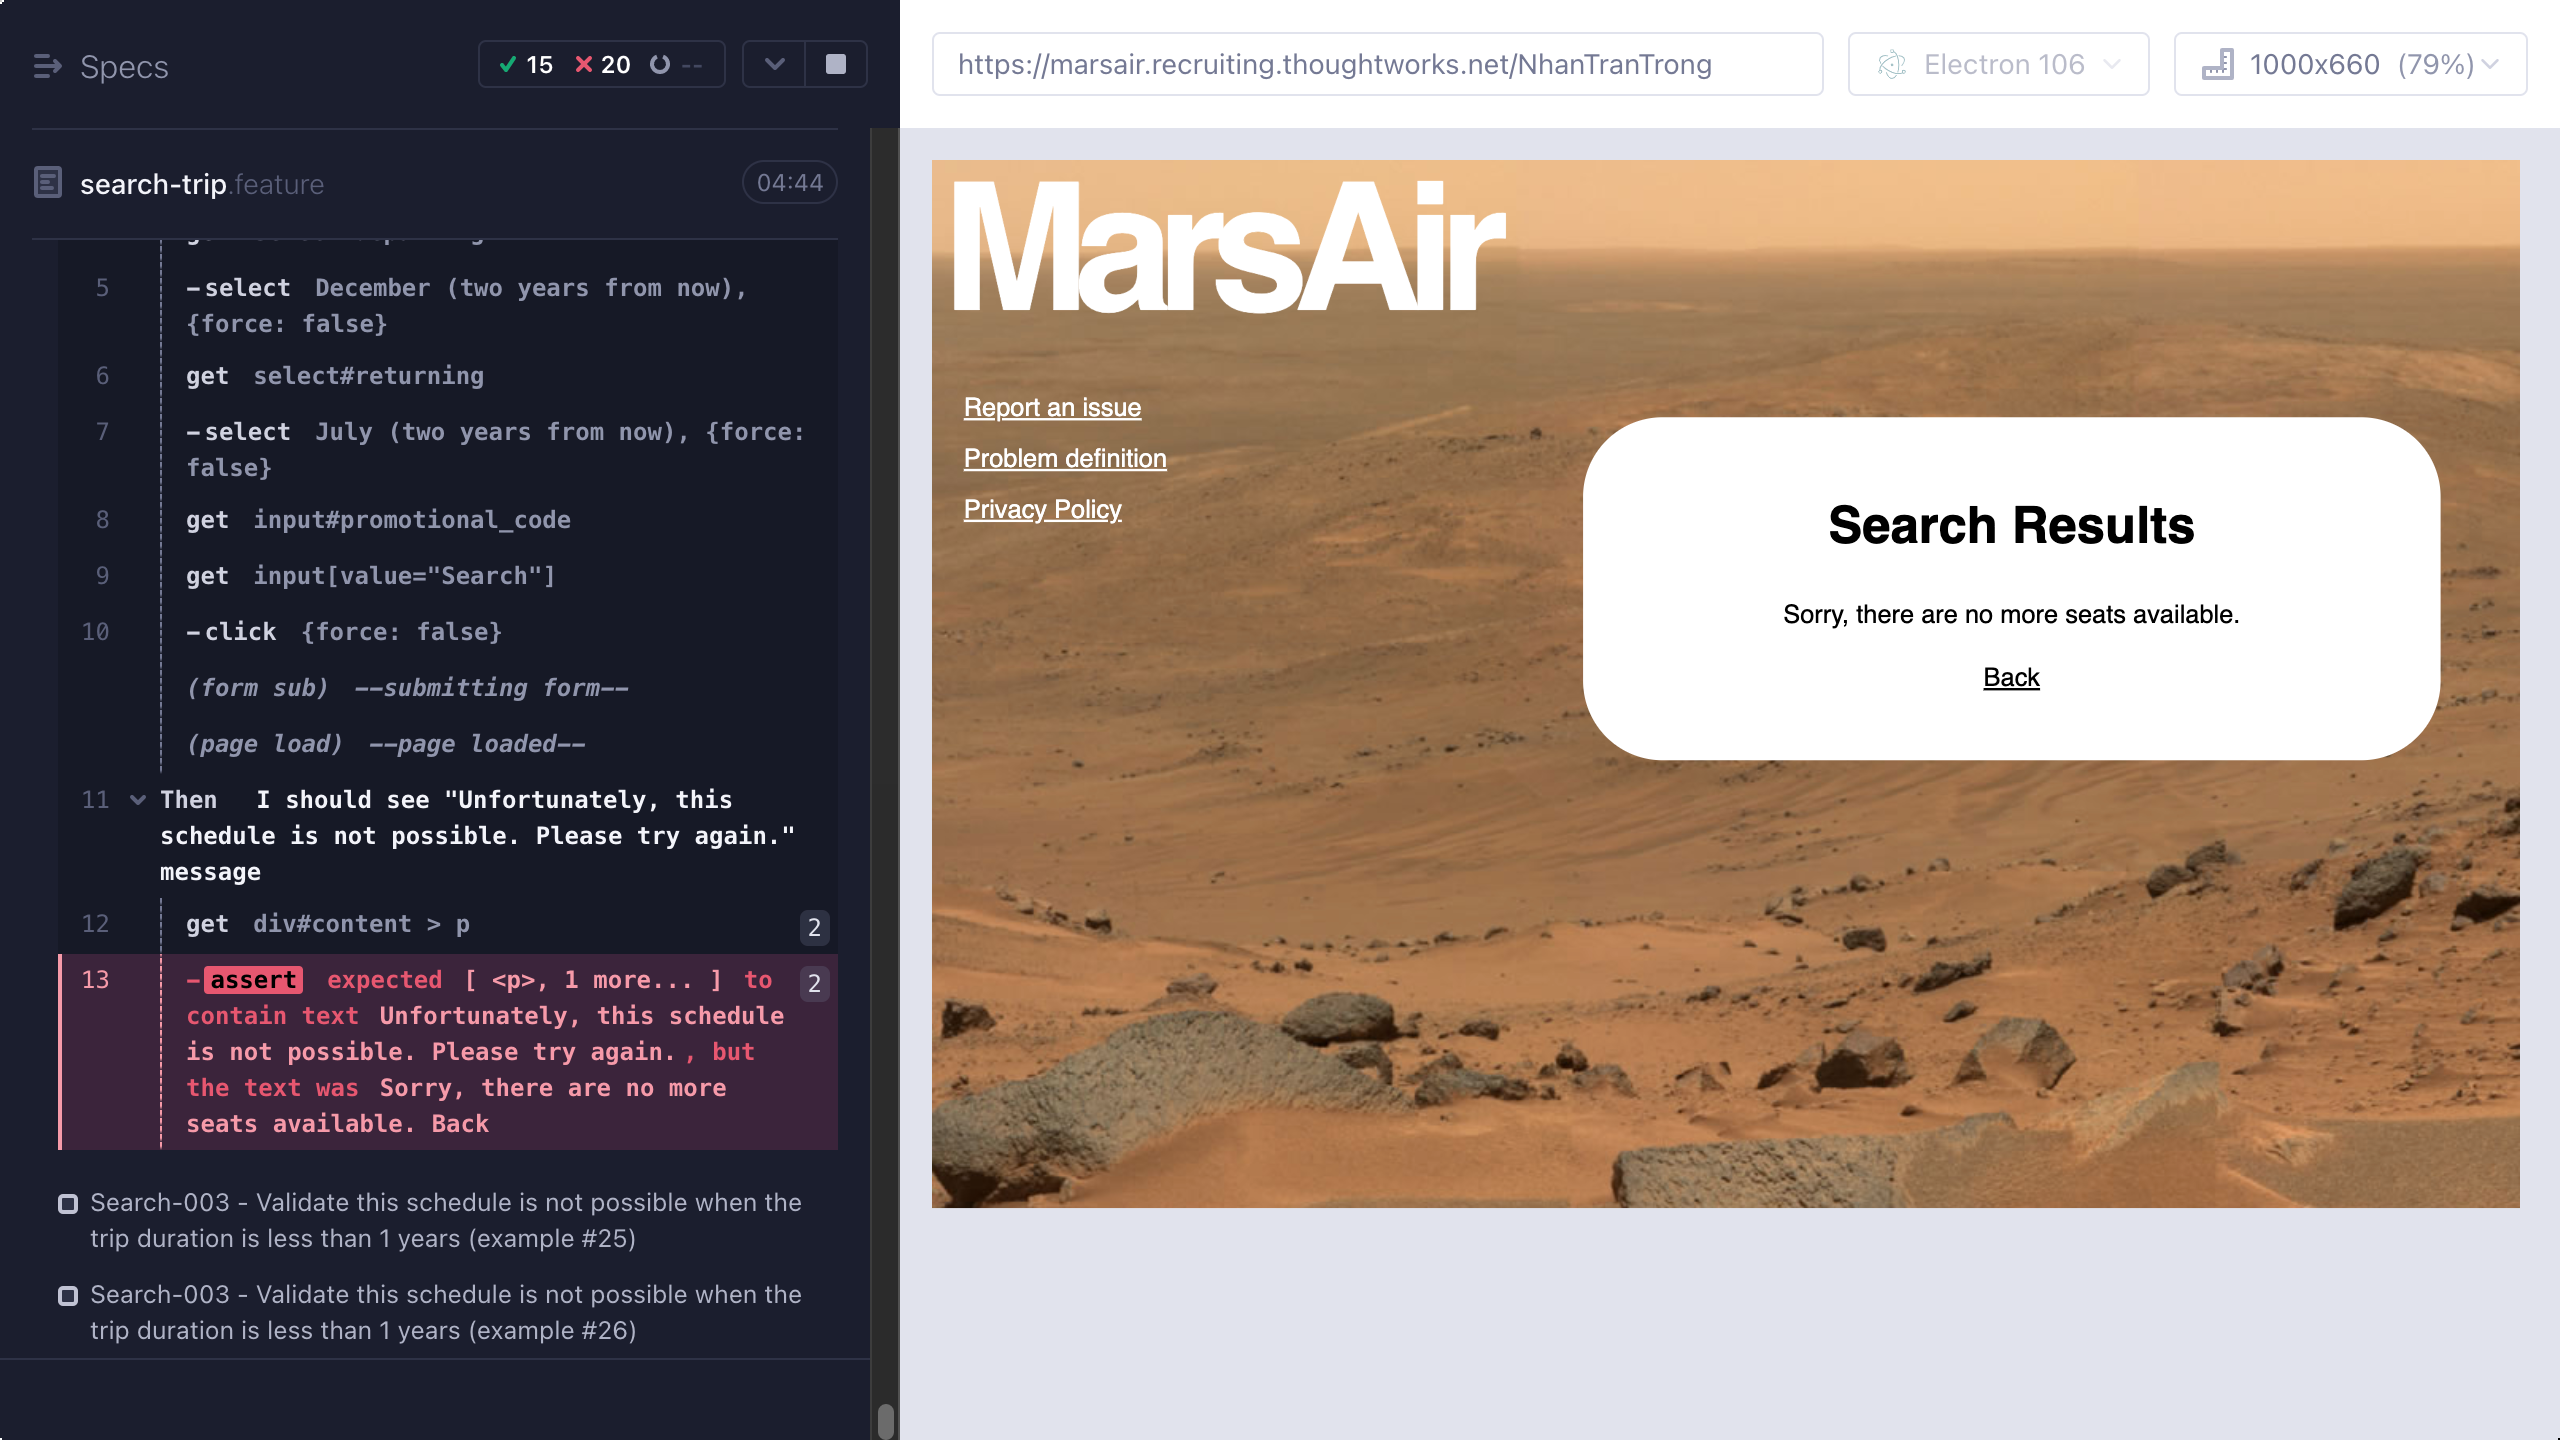 Specs
15 20 --
search-trip.feature
04:44
5 -select December (two years from now),
{force: false}
6 get select#returning
7 -select July (two years from now), {force:
false}
8 get input#promotional_code
9 get input[value="Search"]
10 -click {force: false}
(form sub) --submitting form--
(page load) --page loaded--
11 Then I should see "Unfortunately, this
schedule is not possible. Please try again."
message
12 get div#content > p 2
13 -assert expected [ <p>, 1 more... ] to 2
contain text Unfortunately, this schedule
is not possible. Please try again., but
the text was Sorry, there are no more
seats available. Back
Search-003 - Validate this schedule is not possible when the
trip duration is less than 1 years (example #25)
Search-003 - Validate this schedule is not possible when the
trip duration is less than 1 years (example #26)
https://marsair.recruiting.thoughtworks.net/NhanTranTrong
Electron 106
1000x660 (79%)
MarsAir
Report an issue
Problem definition
Privacy Policy
Search Results
Sorry, there are no more seats available.
Back